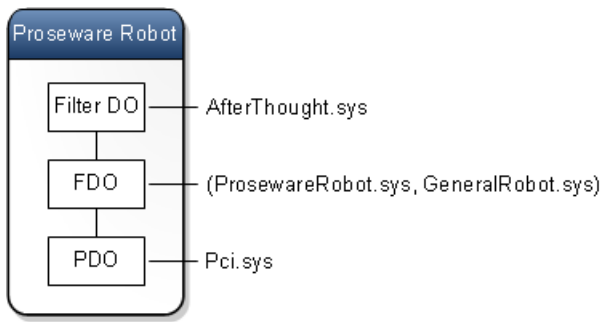 Proseware Robot
Filter DO
AfterThought.sys
FDO
(ProsewareRobot.sys, GeneralRobot.sys)
PDO
Pci.sys